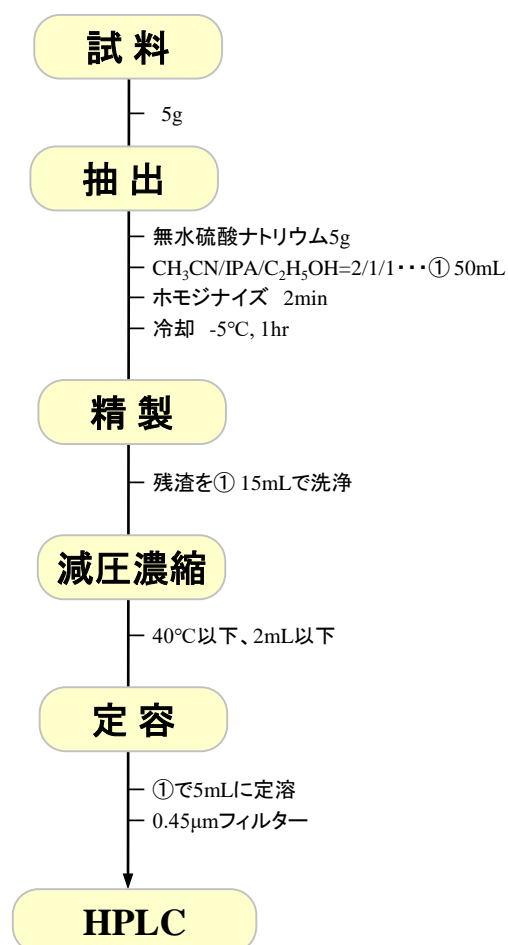 試 料
5g
抽 出
無水硫酸ナトリウム5g
CH₃CN/IPA/C₂H₅OH=2/1/1･･･① 50mL
ホモジナイズ 2min
冷却 -5℃, 1hr
精 製
残渣を① 15mLで洗浄
減圧濃縮
40℃以下、2mL以下
定 容
①で5mLに定溶
0.45μmフィルター
HPLC